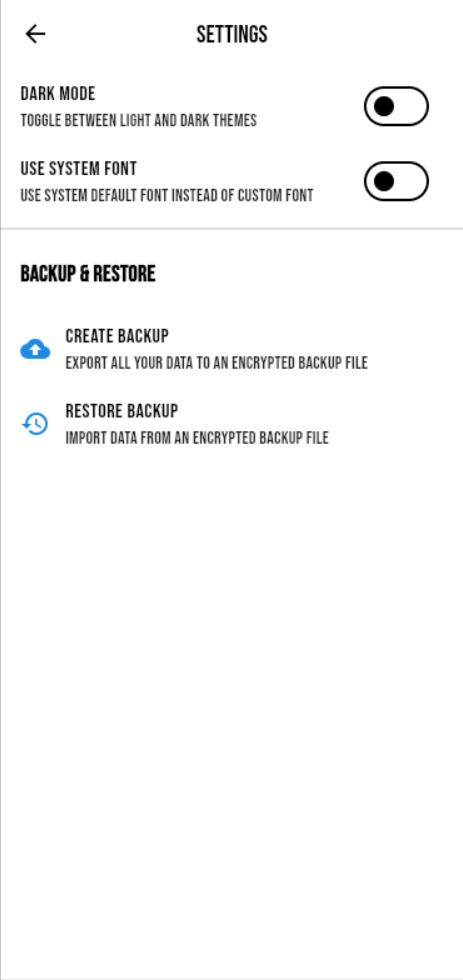 SETTINGS
DARK MODE
TOGGLE BETWEEN LIGHT AND DARK THEMES
USE SYSTEM FONT
USE SYSTEM DEFAULT FONT INSTEAD OF CUSTOM FONT
BACKUP & RESTORE
CREATE BACKUP
EXPORT ALL YOUR DATA TO AN ENCRYPTED BACKUP FILE
RESTORE BACKUP
IMPORT DATA FROM AN ENCRYPTED BACKUP FILE